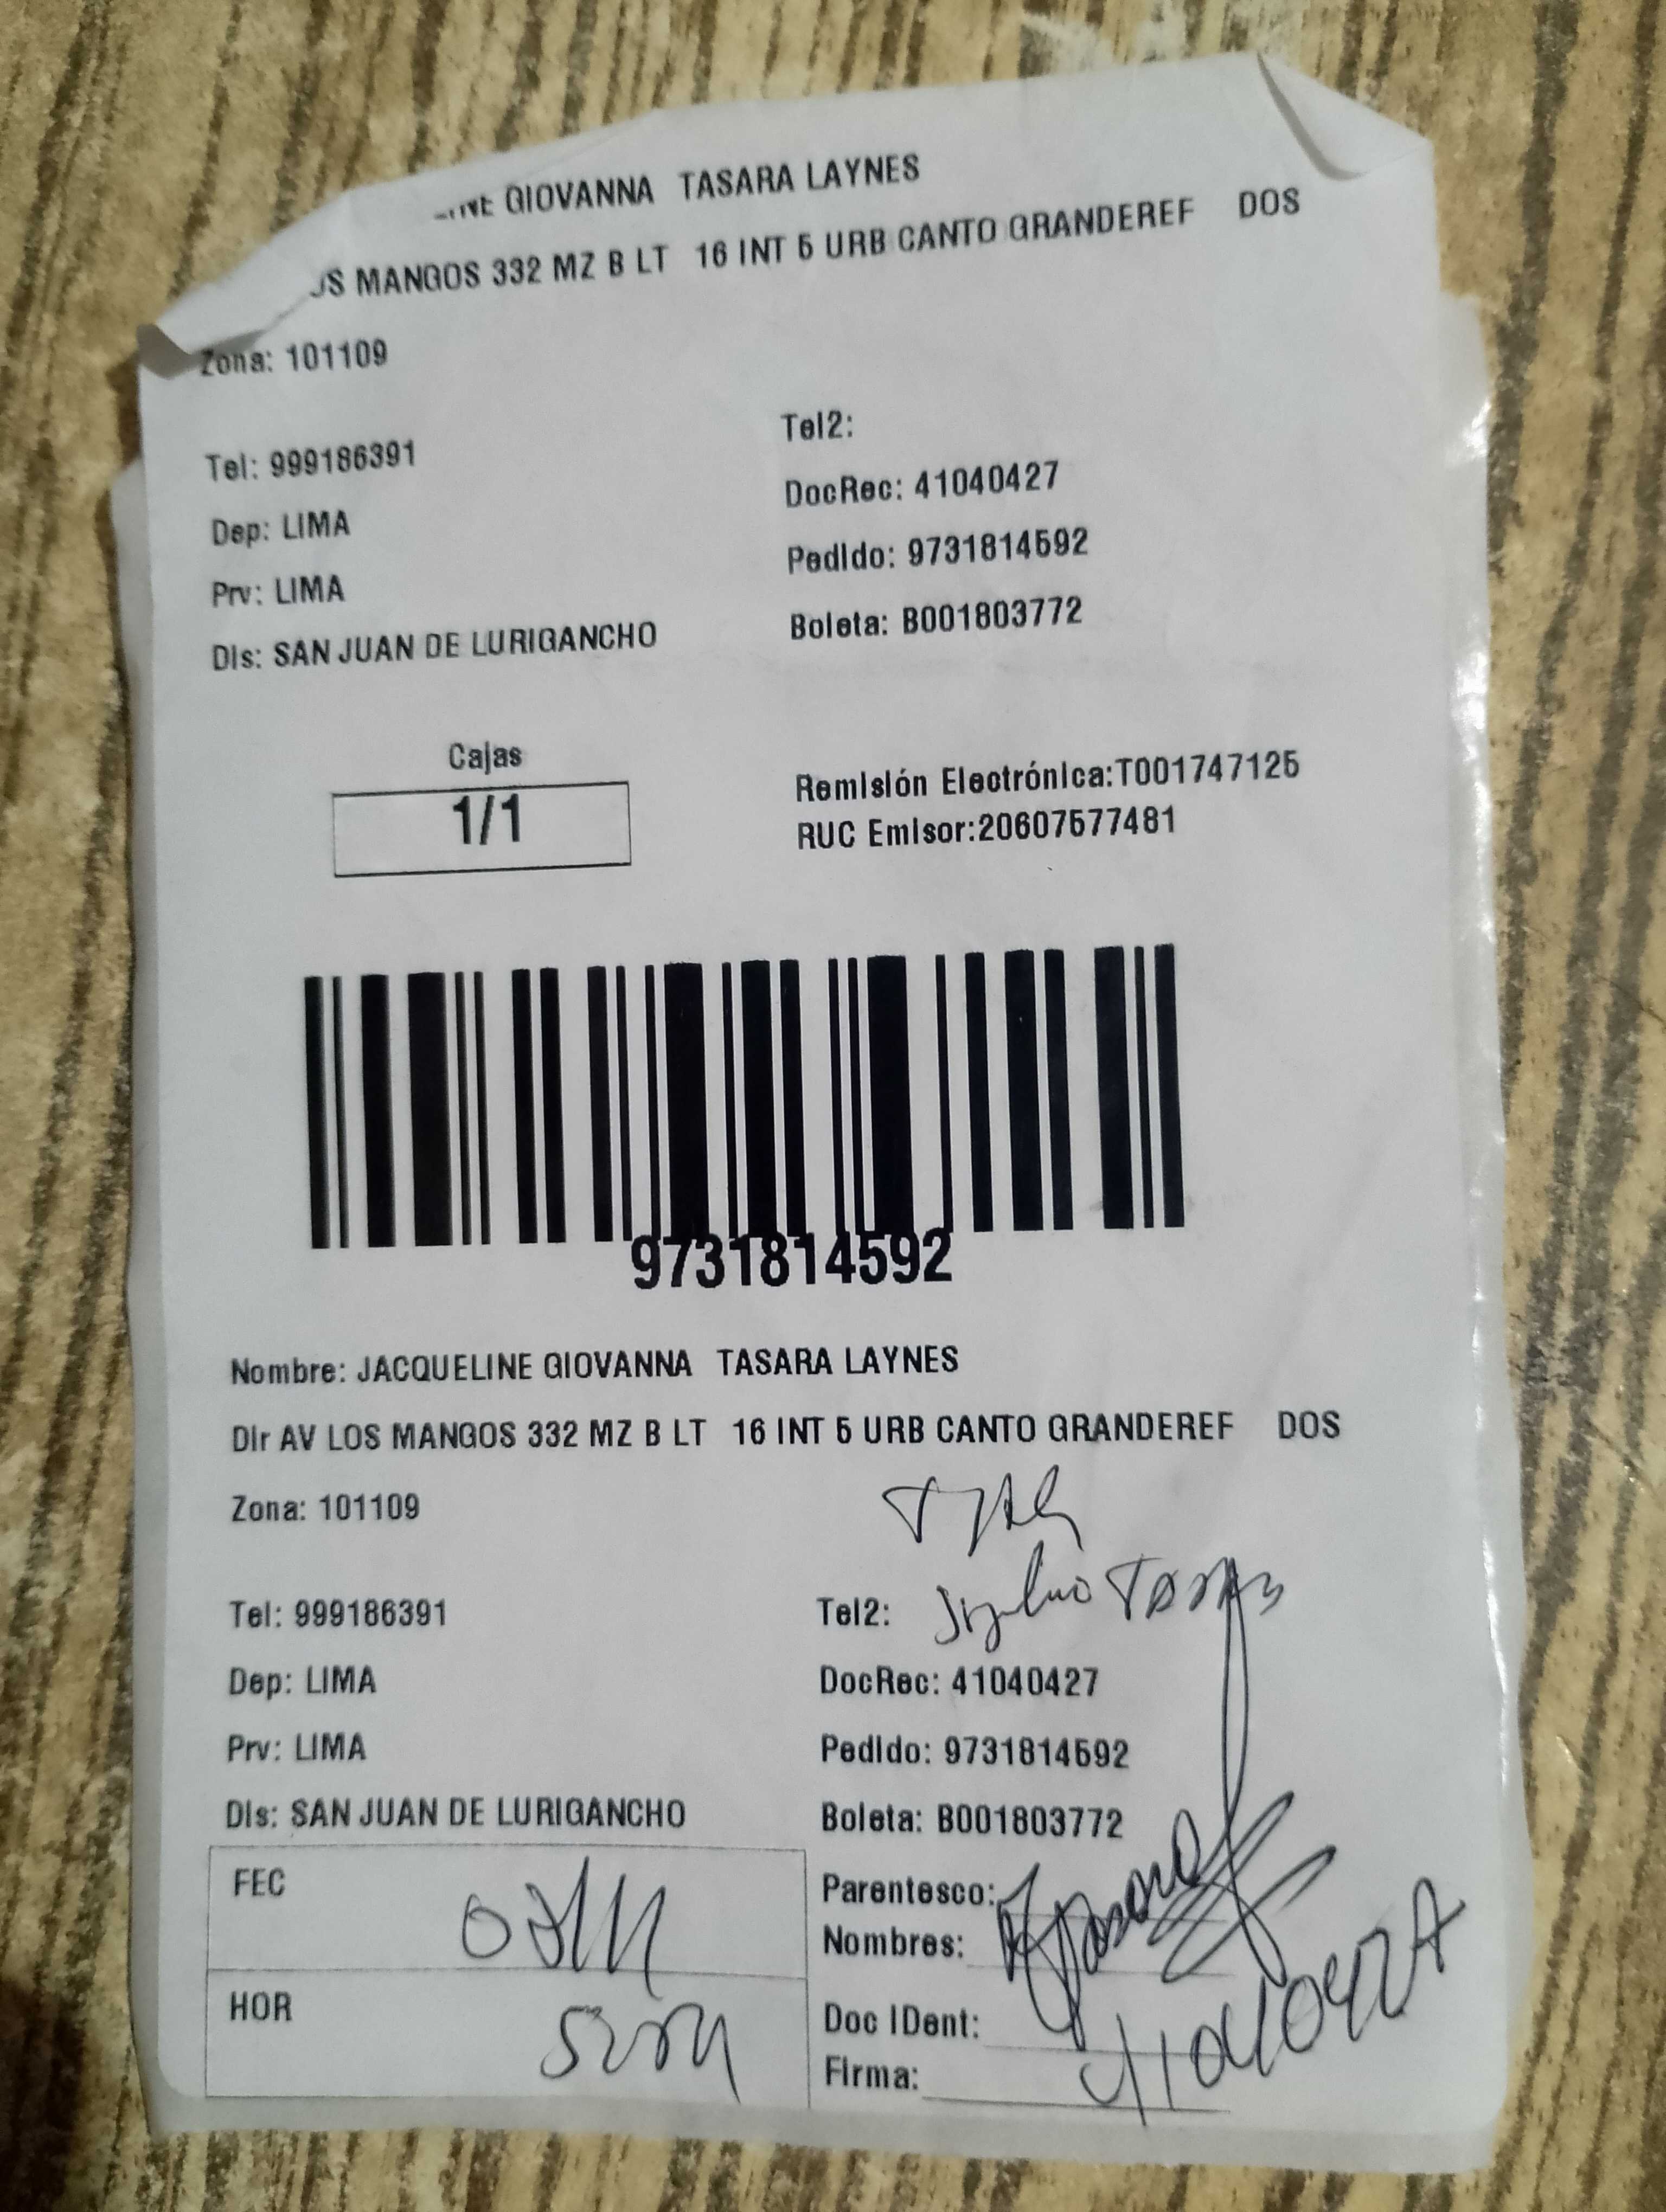 GIOVANNA TASARA LAYNES
MANGOS 332 MZ B LT 16 INT 5 URB CANTO GRANDEREF DOS
Zona: 101109
Tel: 999186391
Tel2:
Dep: LIMA
DocRec: 41040427
Prv: LIMA
Pedido: 9731814592
Dis: SAN JUAN DE LURIGANCHO
Boleta: B001803772
Cajas
1/1
Remisión Electrónica:T001747125
RUC Emisor:20607577481
9731814592
Nombre: JACQUELINE GIOVANNA TASARA LAYNES
Dir AV LOS MANGOS 332 MZ B LT 16 INT 5 URB CANTO GRANDEREF DOS
Zona: 101109
Tel: 999186391
Tel2:
Dep: LIMA
DocRec: 41040427
Prv: LIMA
Pedido: 9731814592
Dis: SAN JUAN DE LURIGANCHO
Boleta: B001803772
FEC
Parentesco:
Nombres:
HOR
Doc IDent:
Firma: